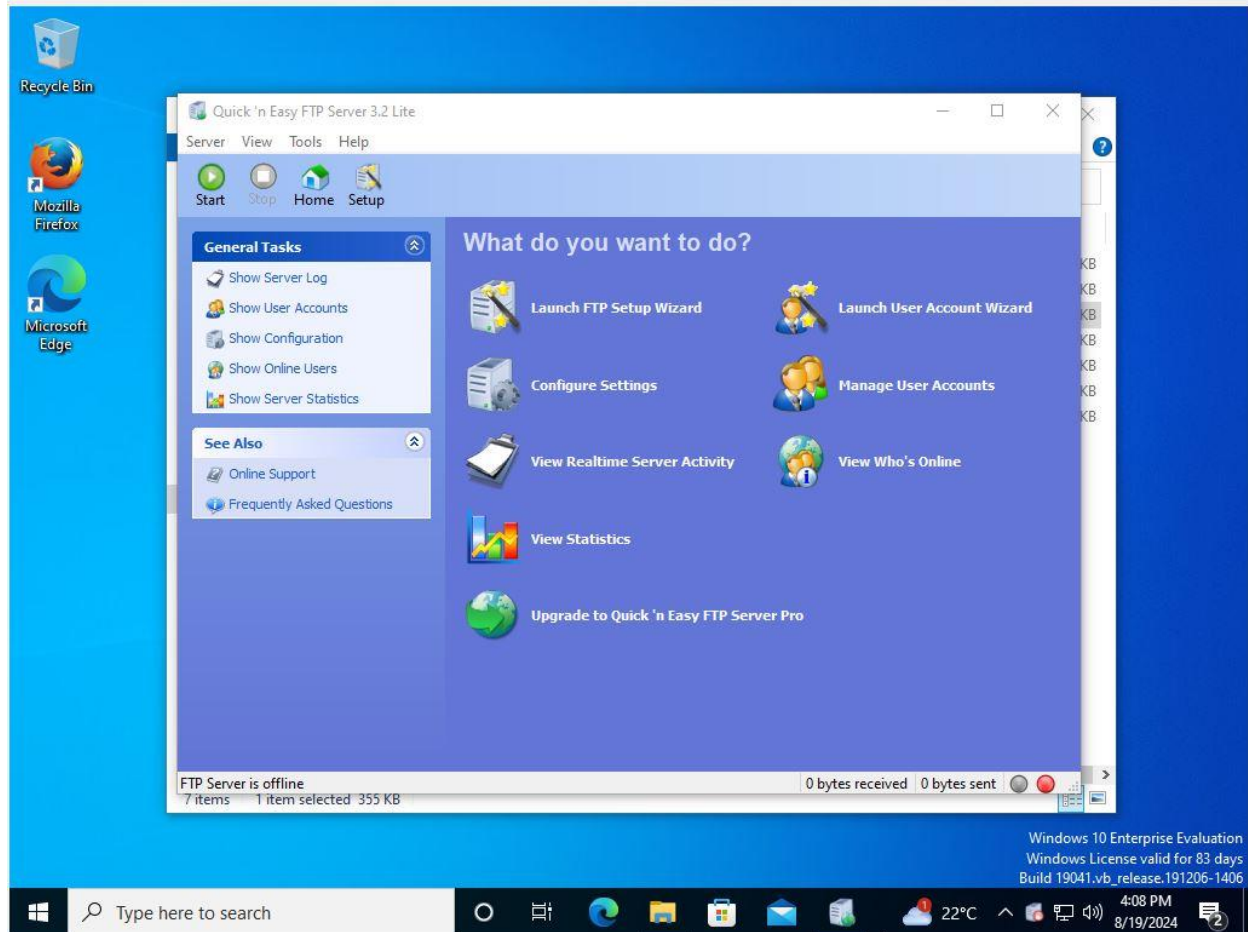 Recycle Bin
Mozilla
Firefox
Microsoft
Edge
Quick 'n Easy FTP Server 3.2 Lite
Server View Tools Help
Start Stop Home Setup
General Tasks
Show Server Log
Show User Accounts
Show Configuration
Show Online Users
Show Server Statistics
See Also
Online Support
Frequently Asked Questions
What do you want to do?
Launch FTP Setup Wizard
Launch User Account Wizard
Configure Settings
Manage User Accounts
View Realtime Server Activity
View Who's Online
View Statistics
Upgrade to Quick 'n Easy FTP Server Pro
KB
KB
KB
KB
KB
KB
KB
FTP Server is offline
0 bytes received 0 bytes sent
7 items 1 item selected 355 KB
Windows 10 Enterprise Evaluation
Windows License valid for 83 days
Build 19041.vb_release.191206-1406
Type here to search
1
22°C
4:08 PM
8/19/2024
2